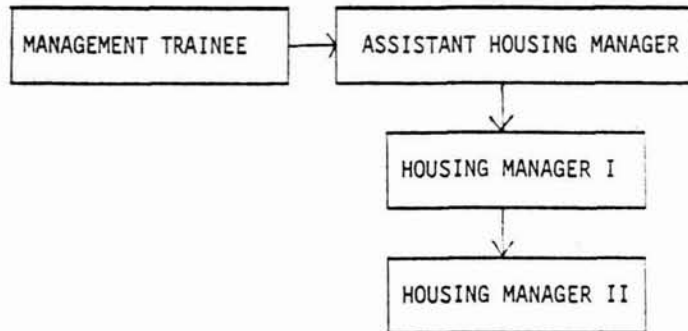 MANAGEMENT TRAINEE
ASSISTANT HOUSING MANAGER
HOUSING MANAGER I
HOUSING MANAGER II